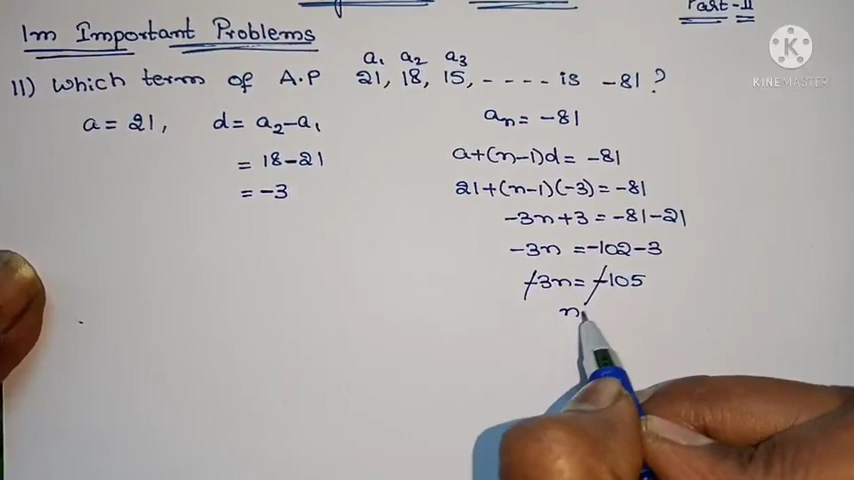 Part-II
Im Important Problems
a₁ a₂ a₃
11) Which term of A.P 21, 18, 15, - - - - is -81?
a = 21, d = a₂-a₁
= 18-21
= -3
aₙ = -81
a+(n-1)d = -81
21+(n-1)(-3) = -81
-3n+3 = -81-21
-3n = -102-3
-3n = -105
n
K
KINEMASTER